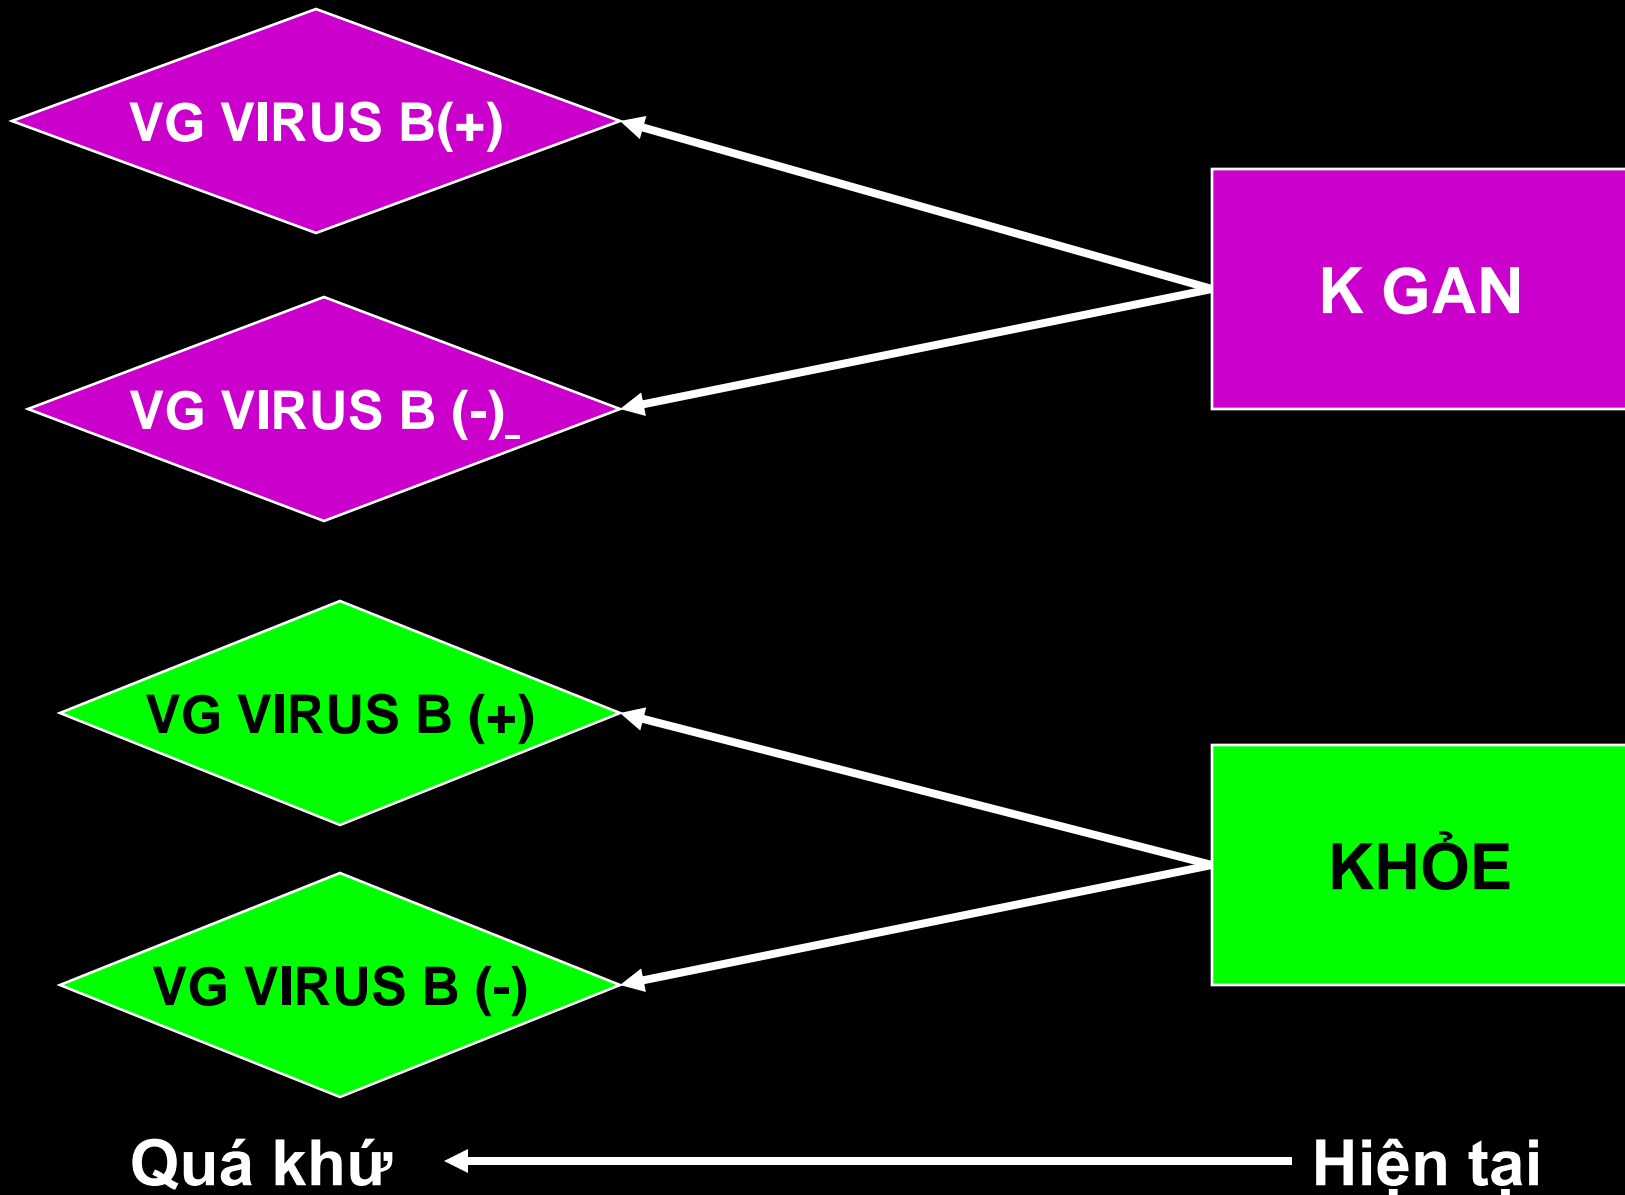 VG VIRUS B(+)
K GAN
VG VIRUS B (-)
VG VIRUS B (+)
KHỎE
VG VIRUS B (-)
Quá khứ
Hiện tại